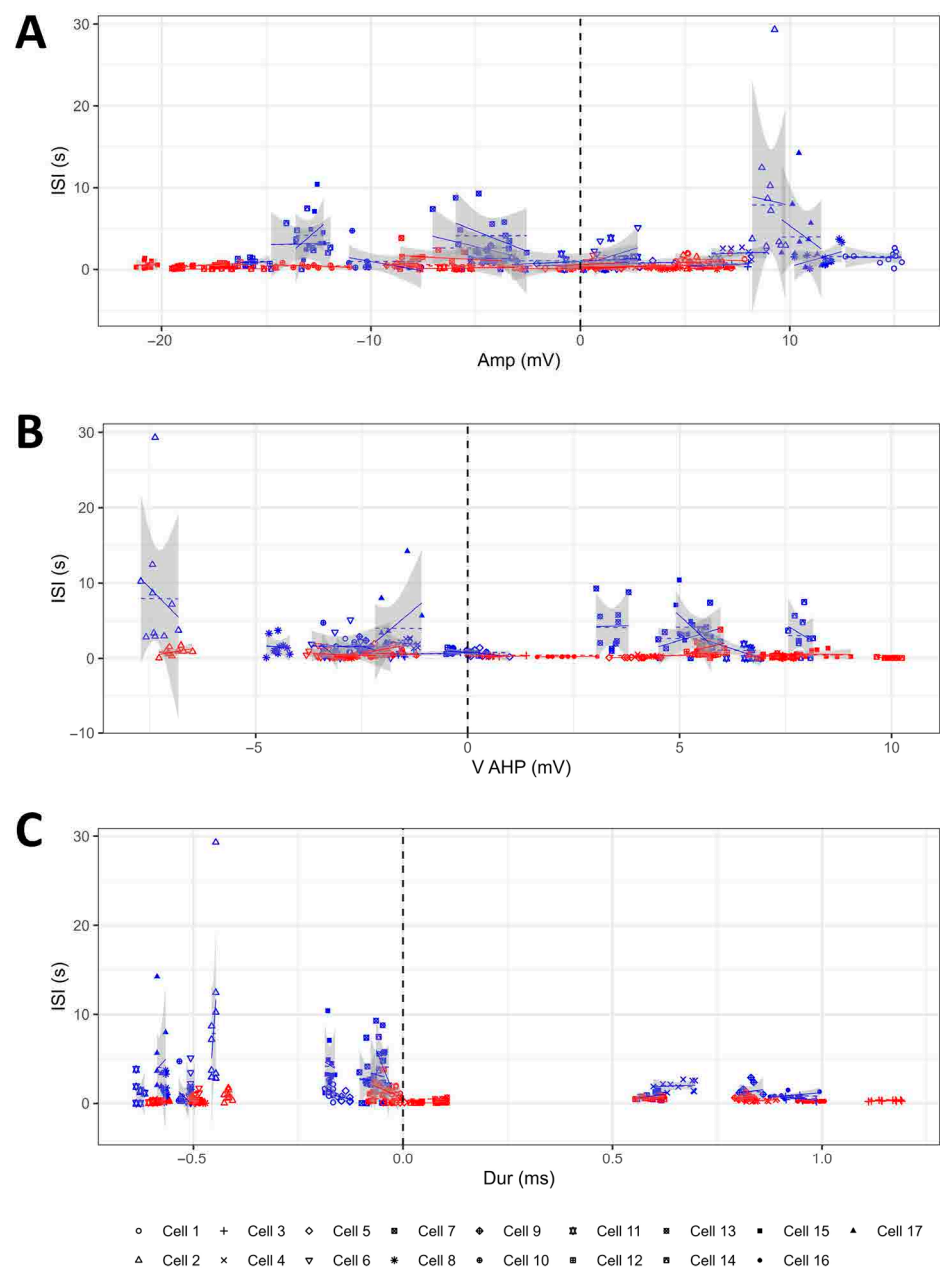 A
30
20
10
0
ISI (s)
−20
−10
0
10
Amp (mV)
B
30
20
10
0
−10
ISI (s)
−5
0
5
10
V AHP (mV)
C
30
20
10
0
ISI (s)
−0.5
0.0
0.5
1.0
Dur (ms)
Cell 1 Cell 3 Cell 5 Cell 7 Cell 9 Cell 11 Cell 13 Cell 15 Cell 17
Cell 2 Cell 4 Cell 6 Cell 8 Cell 10 Cell 12 Cell 14 Cell 16